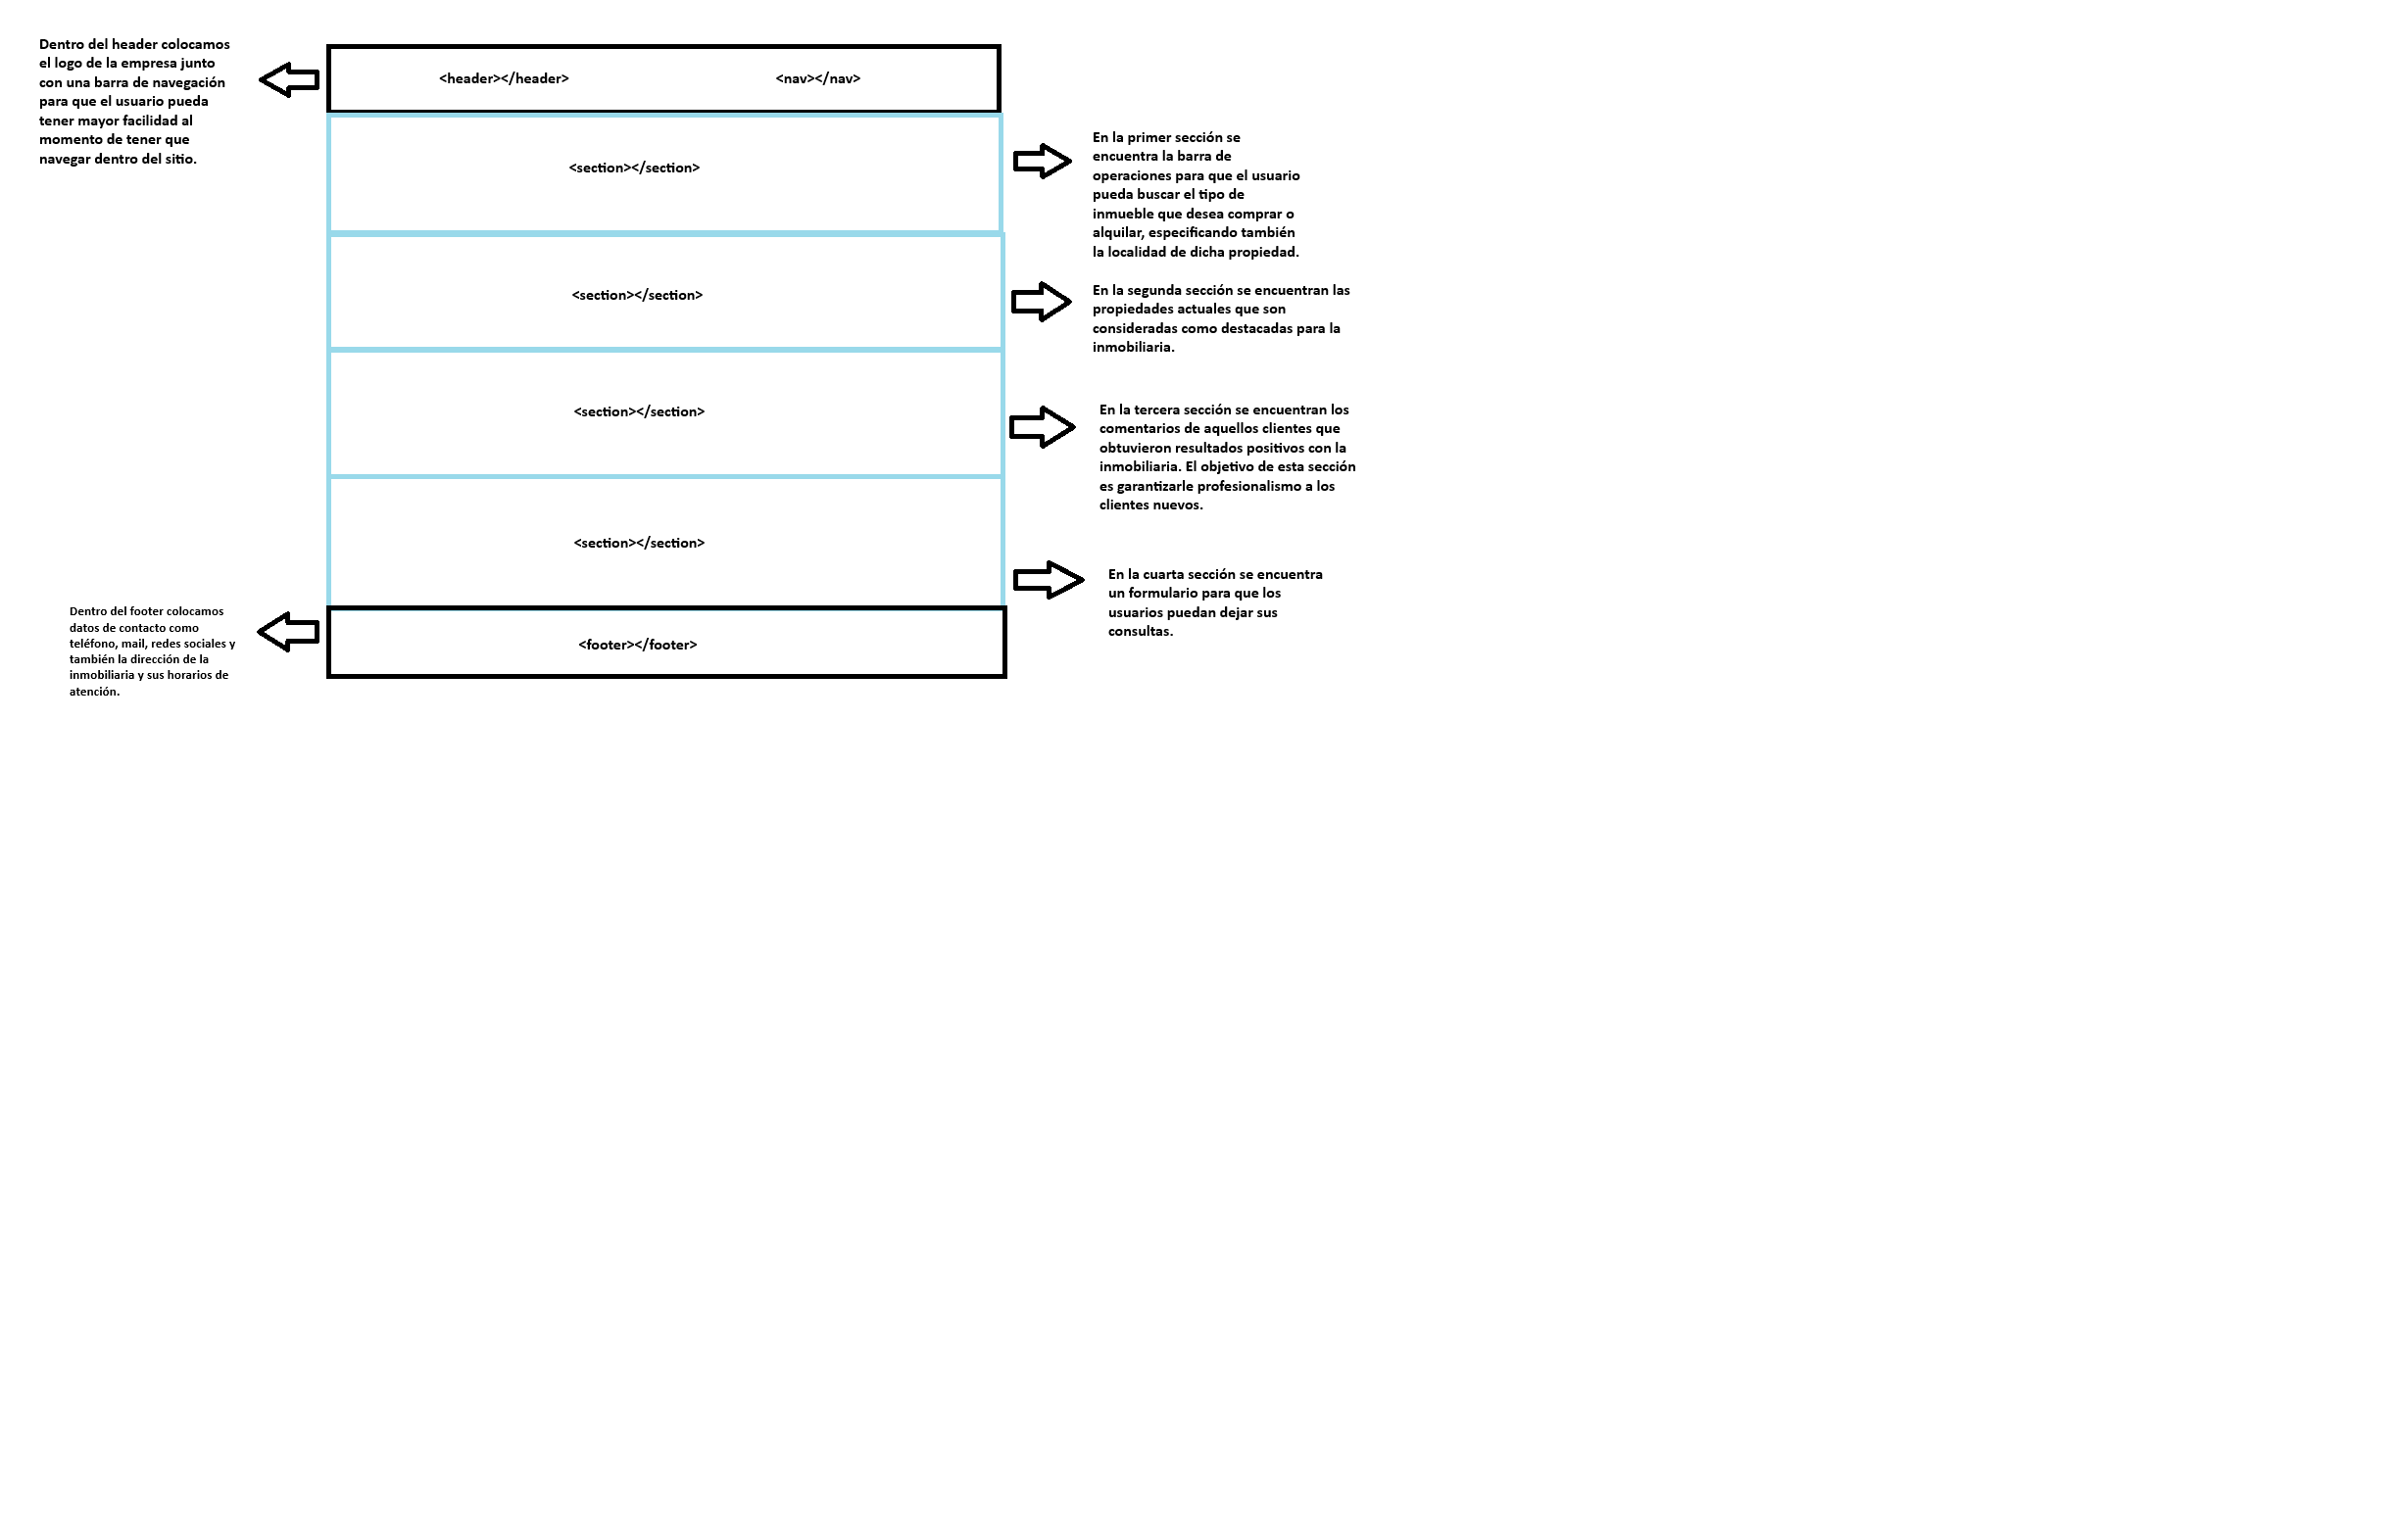 Dentro del header colocamos
el logo de la empresa junto
con una barra de navegación
para que el usuario pueda
tener mayor facilidad al
momento de tener que
navegar dentro del sitio.
<header></header>
<nav></nav>
<section></section>
En la primer sección se
encuentra la barra de
operaciones para que el usuario
pueda buscar el tipo de
inmueble que desea comprar o
alquilar, especificando también
la localidad de dicha propiedad.
<section></section>
En la segunda sección se encuentran las
propiedades actuales que son
consideradas como destacadas para la
inmobiliaria.
<section></section>
En la tercera sección se encuentran los
comentarios de aquellos clientes que
obtuvieron resultados positivos con la
inmobiliaria. El objetivo de esta sección
es garantizarle profesionalismo a los
clientes nuevos.
<section></section>
En la cuarta sección se encuentra
un formulario para que los
usuarios puedan dejar sus
consultas.
Dentro del footer colocamos
datos de contacto como
teléfono, mail, redes sociales y
también la dirección de la
inmobiliaria y sus horarios de
atención.
<footer></footer>